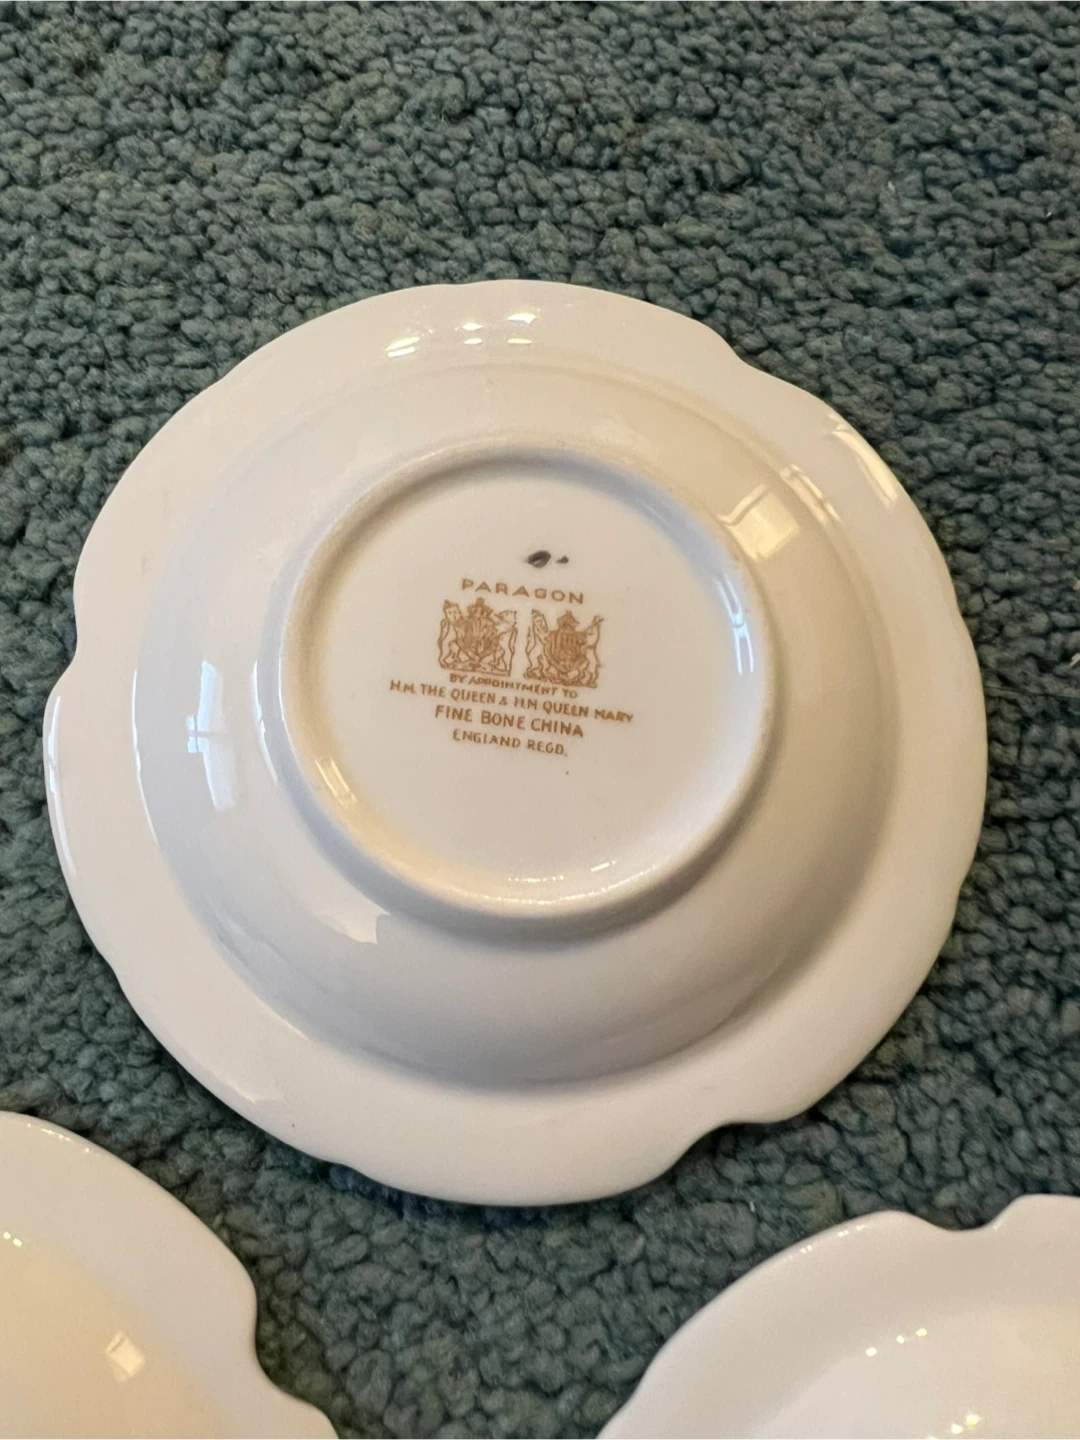 PARAGON
BY APPOINTMENT TO
H.M. THE QUEEN & H.M QUEEN MARY
FINE BONE CHINA
ENGLAND REGD.